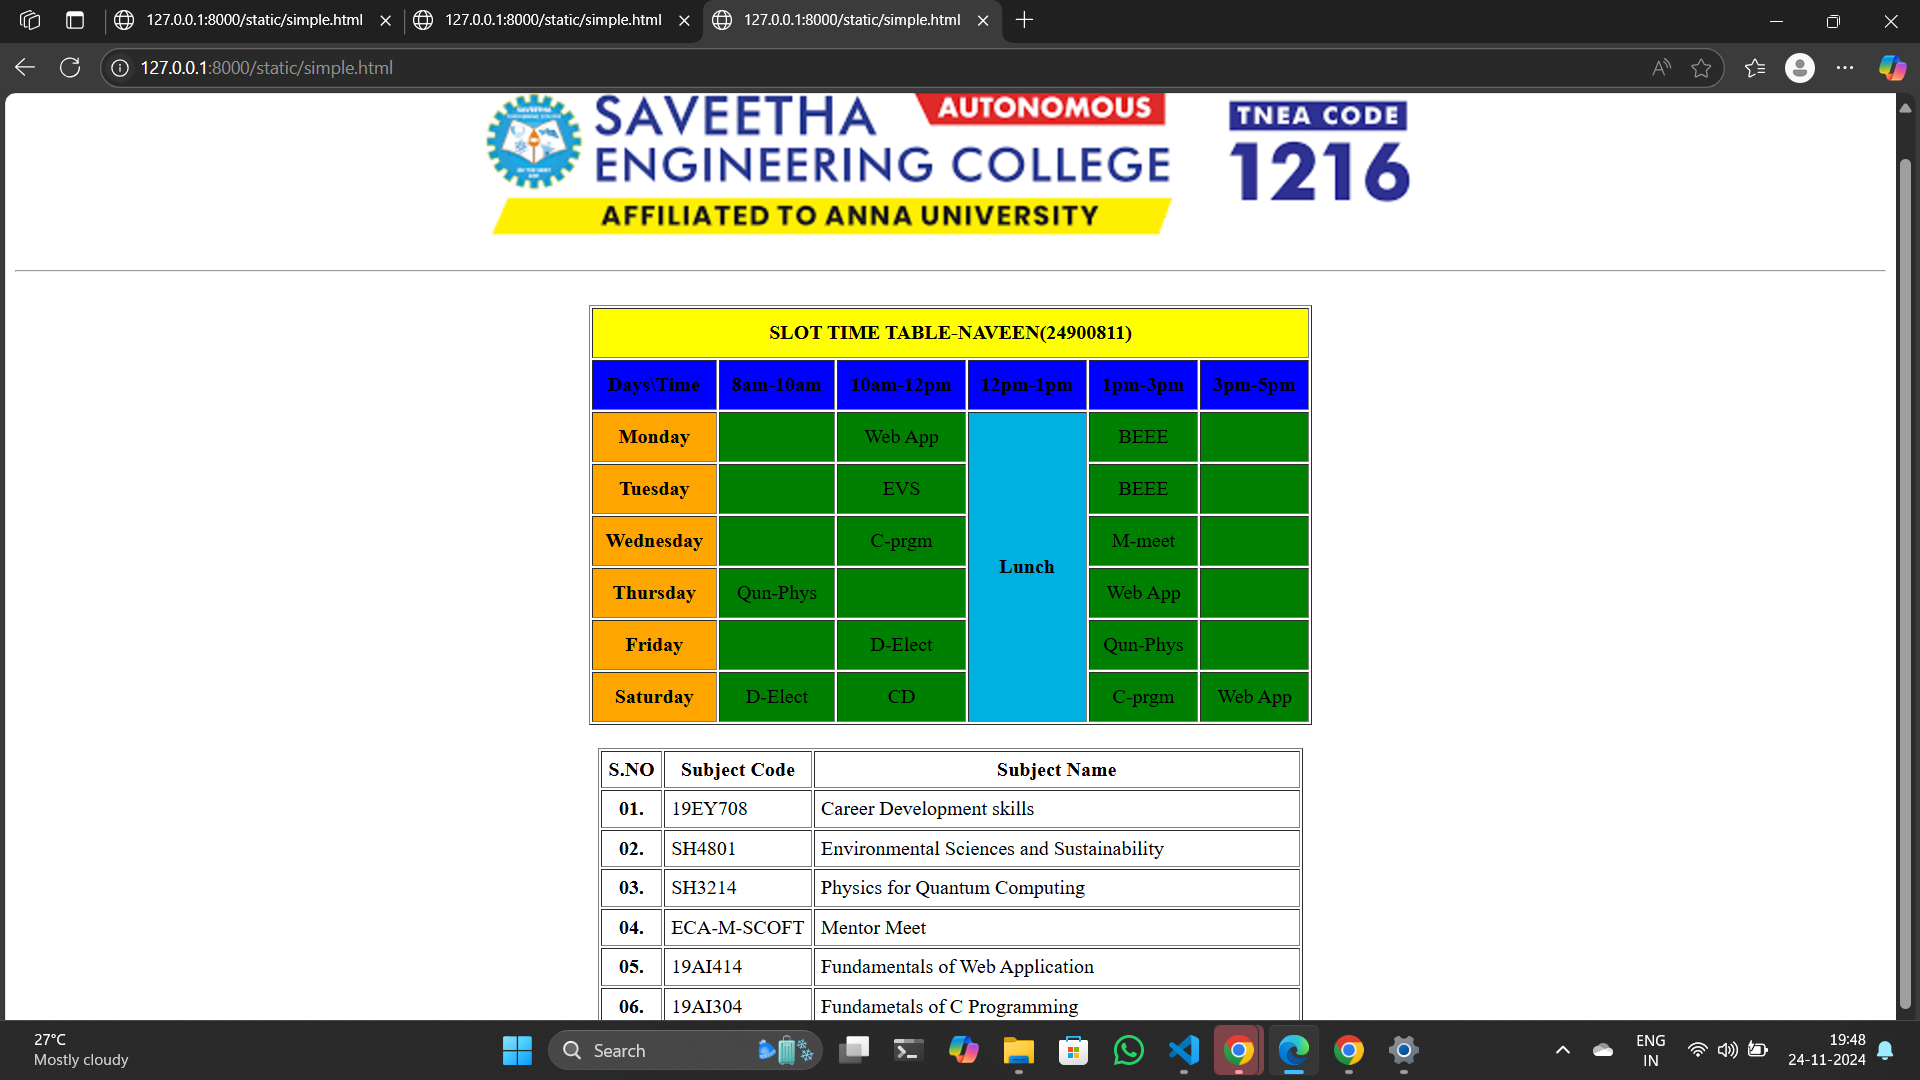 127.0.0.1:8000/static/simple.html
127.0.0.1:8000/static/simple.html
127.0.0.1:8000/static/simple.html
127.0.0.1:8000/static/simple.html
SAVEETHA AUTONOMOUS
ENGINEERING COLLEGE
AFFILIATED TO ANNA UNIVERSITY
TNEA CODE
1216
SLOT TIME TABLE-NAVEEN(24900811)
Days\Time 8am-10am 10am-12pm 12pm-1pm 1pm-3pm 3pm-5pm
Monday Web App BEEE
Tuesday EVS BEEE
Wednesday C-prgm M-meet
Lunch
Thursday Qun-Phys Web App
Friday D-Elect Qun-Phys
Saturday D-Elect CD C-prgm Web App
S.NO Subject Code Subject Name
01. 19EY708 Career Development skills
02. SH4801 Environmental Sciences and Sustainability
03. SH3214 Physics for Quantum Computing
04. ECA-M-SCOFT Mentor Meet
05. 19AI414 Fundamentals of Web Application
06. 19AI304 Fundametals of C Programming
27°C
Mostly cloudy
Search
ENG
IN
19:48
24-11-2024